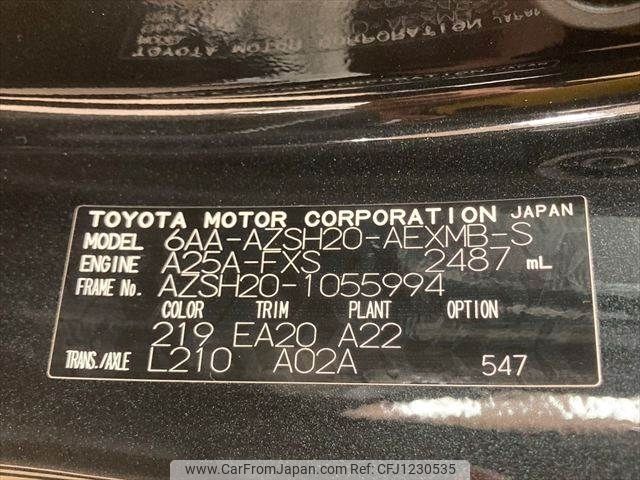 TOYOTA MOTOR CORPORATION JAPAN
MODEL 6AA-AZSH20-AEXMB-S
ENGINE A25A-FXS 2487 mL
FRAME No. AZSH20-1055994
COLOR TRIM PLANT OPTION
219 EA20 A22
TRANS./AXLE L210 A02A 547
www.CarFromJapan.com | ID: CFJ1230535